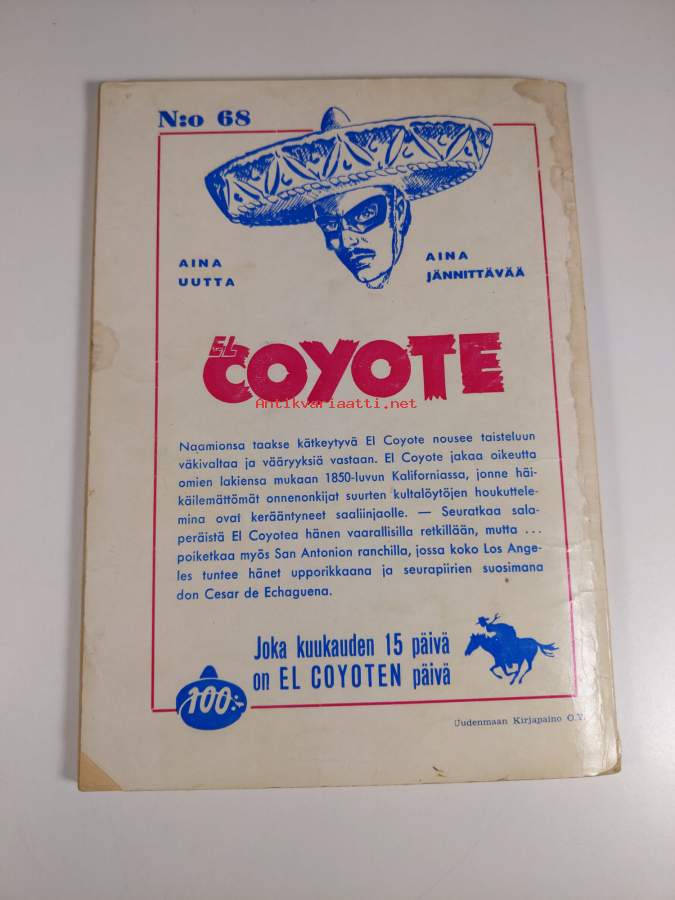 N:o 68
AINA
UUTTA
AINA
JÄNNITTÄVÄÄ
EL
COYOTE
Antikvariaatti.net
Naamionsa taakse kätkeytyvä El Coyote nousee taisteluun
väkivaltaa ja vääryyksiä vastaan. El Coyote jakaa oikeutta
omien lakiensa mukaan 1850-luvun Kaliforniassa, jonne häi-
käilemättömät onnenonkijat suurten kultalöytöjen houkuttele-
mina ovat kerääntyneet saaliinjaolle. — Seuratkaa sala-
peräistä El Coyotea hänen vaarallisilla retkillään, mutta ...
poiketkaa myös San Antonion ranchilla, jossa koko Los Ange-
les tuntee hänet upporikkaana ja seurapiirien suosimana
don Cesar de Echaguena.
Joka kuukauden 15 päivä
on EL COYOTEN päivä
100:-
Uudenmaan Kirjapaino O.Y.